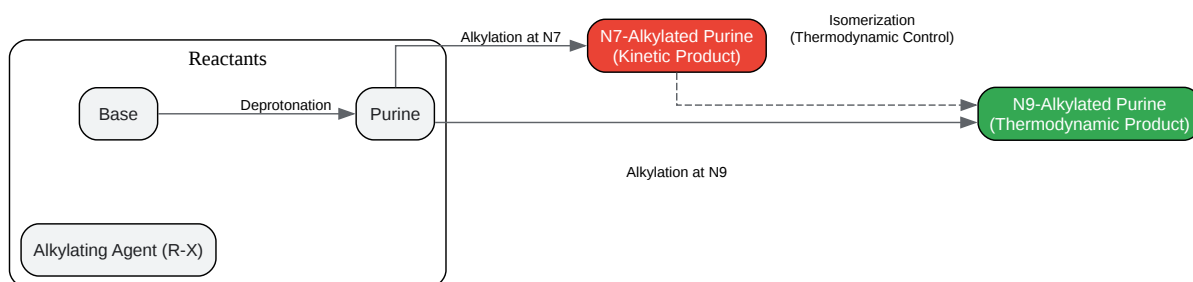 Reactants
Base
Deprotonation
Purine
Alkylating Agent (R-X)
Alkylation at N7
N7-Alkylated Purine
(Kinetic Product)
Isomerization
(Thermodynamic Control)
N9-Alkylated Purine
(Thermodynamic Product)
Alkylation at N9